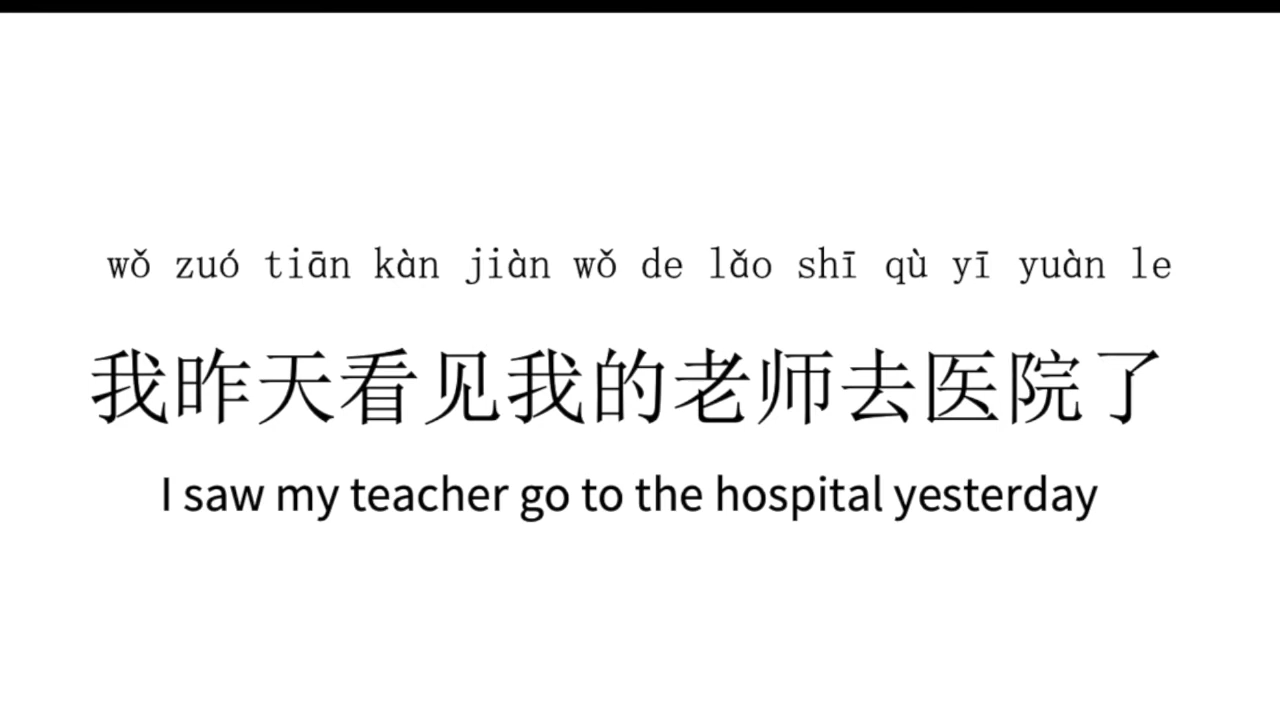 wǒ zuó tiān kàn jiàn wǒ de lǎo shī qù yī yuàn le
我昨天看见我的老师去医院了
I saw my teacher go to the hospital yesterday